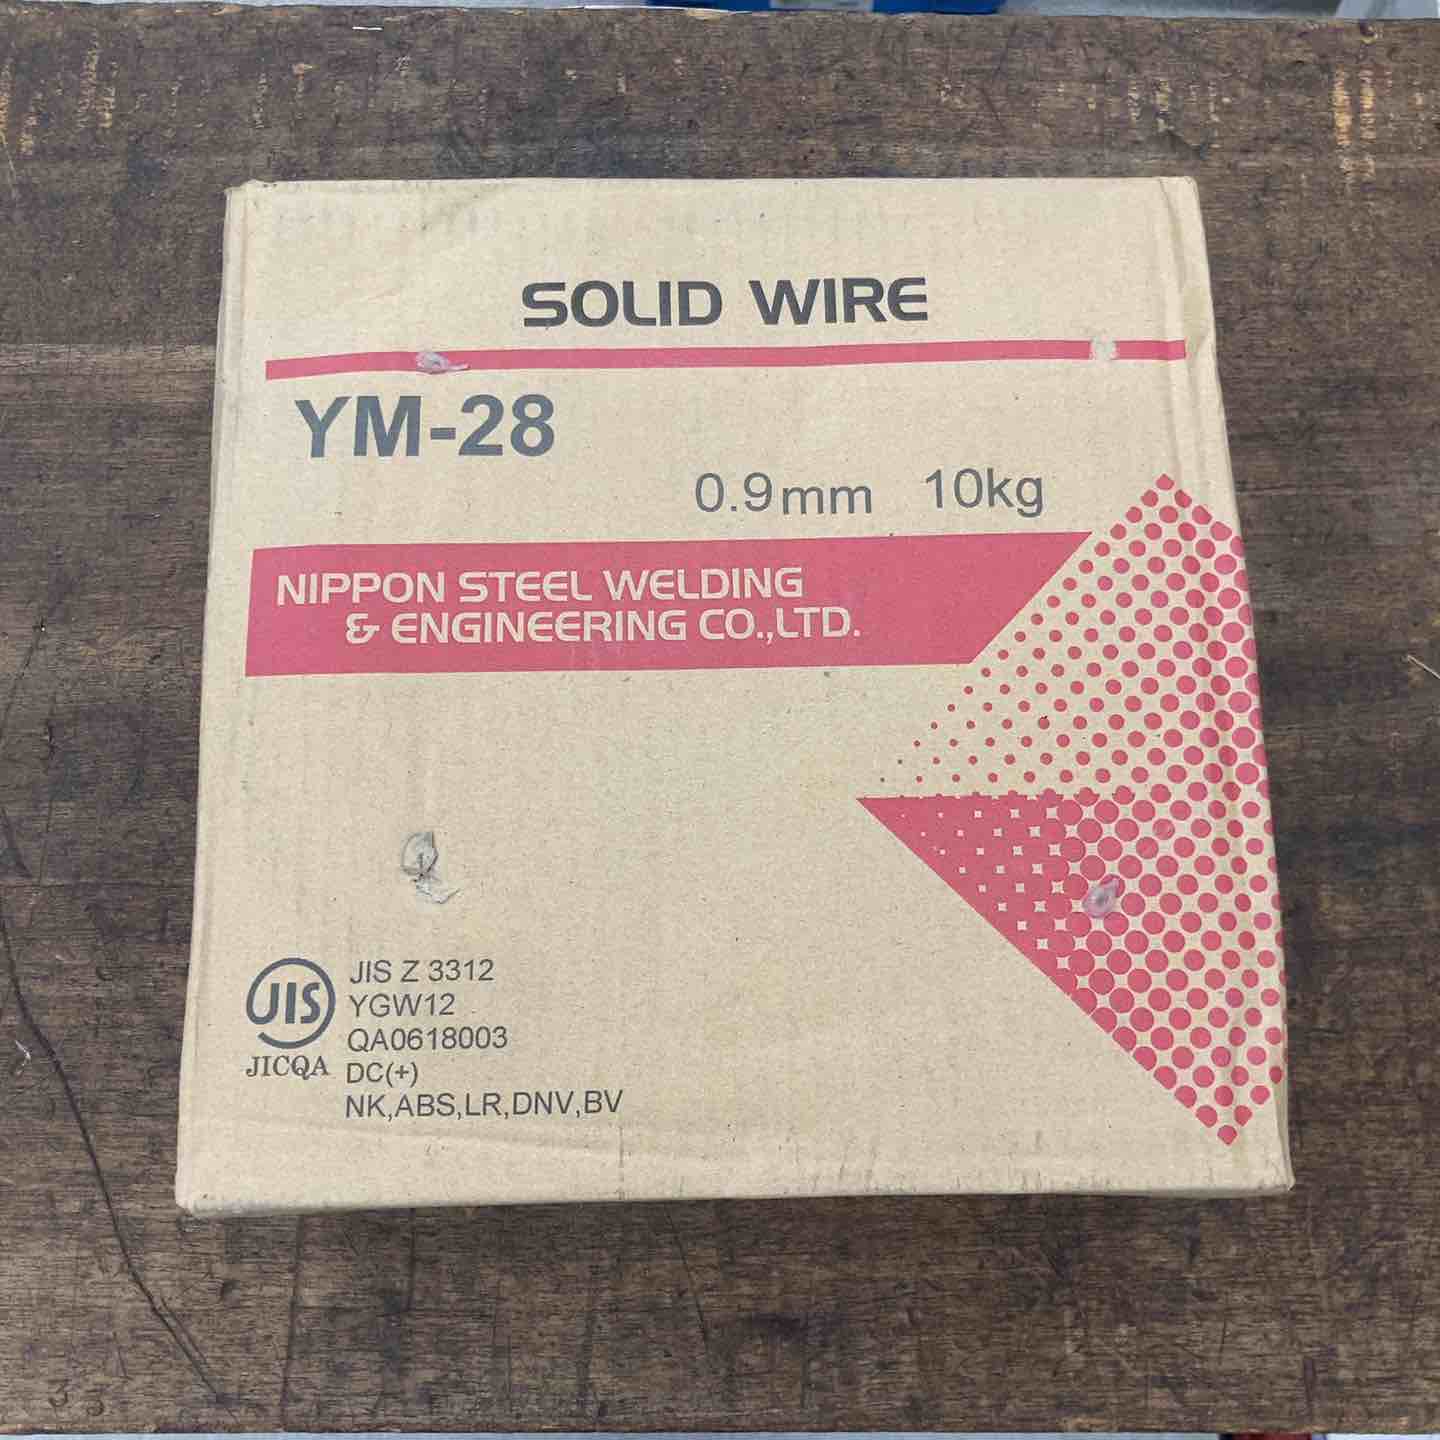 SOLID WIRE
YM-28
0.9mm 10kg
NIPPON STEEL WELDING
& ENGINEERING CO.,LTD.
JIS
JICQA
JIS Z 3312
YGW12
QA0618003
DC(+)
NK,ABS,LR,DNV,BV